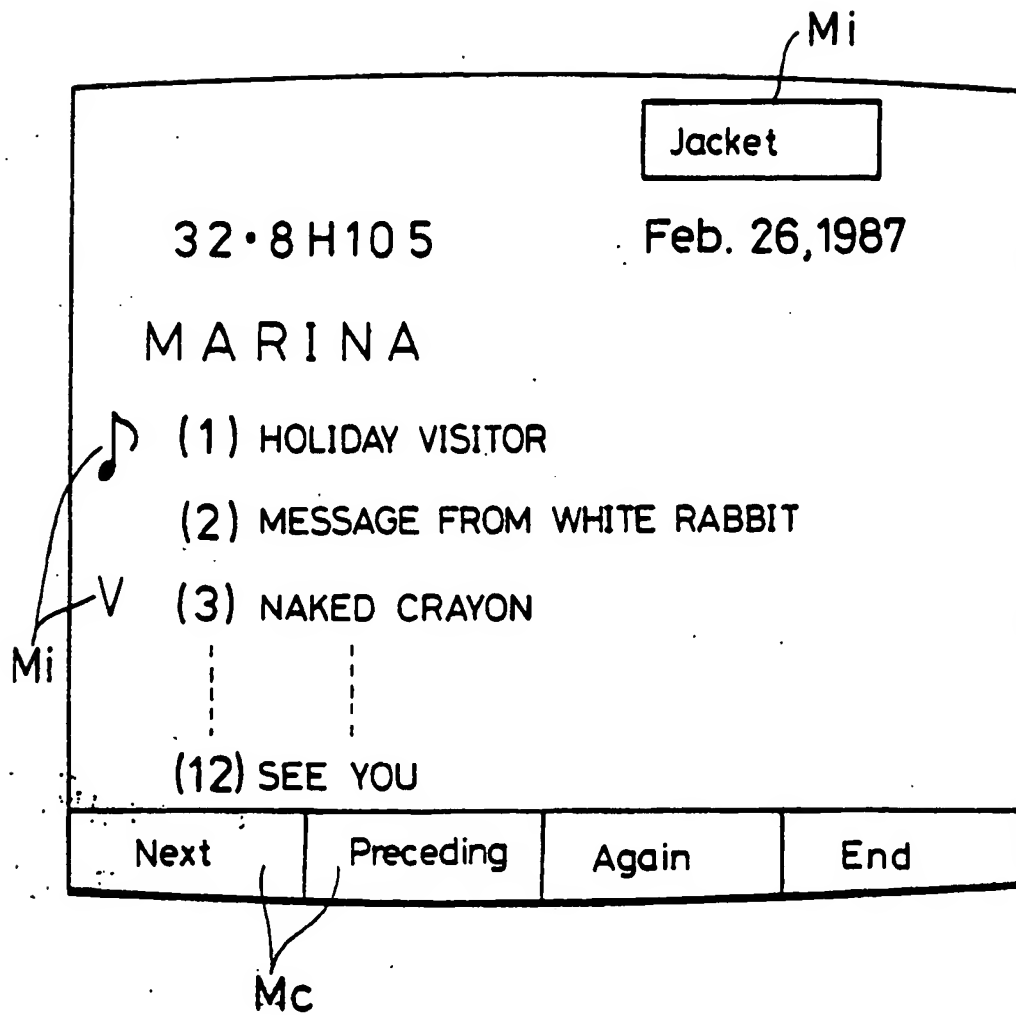 Mi
Jacket
32·8H105 Feb. 26,1987
MARINA
(1) HOLIDAY VISITOR
(2) MESSAGE FROM WHITE RABBIT
V (3) NAKED CRAYON
Mi
(12) SEE YOU
Next Preceding Again End
Mc